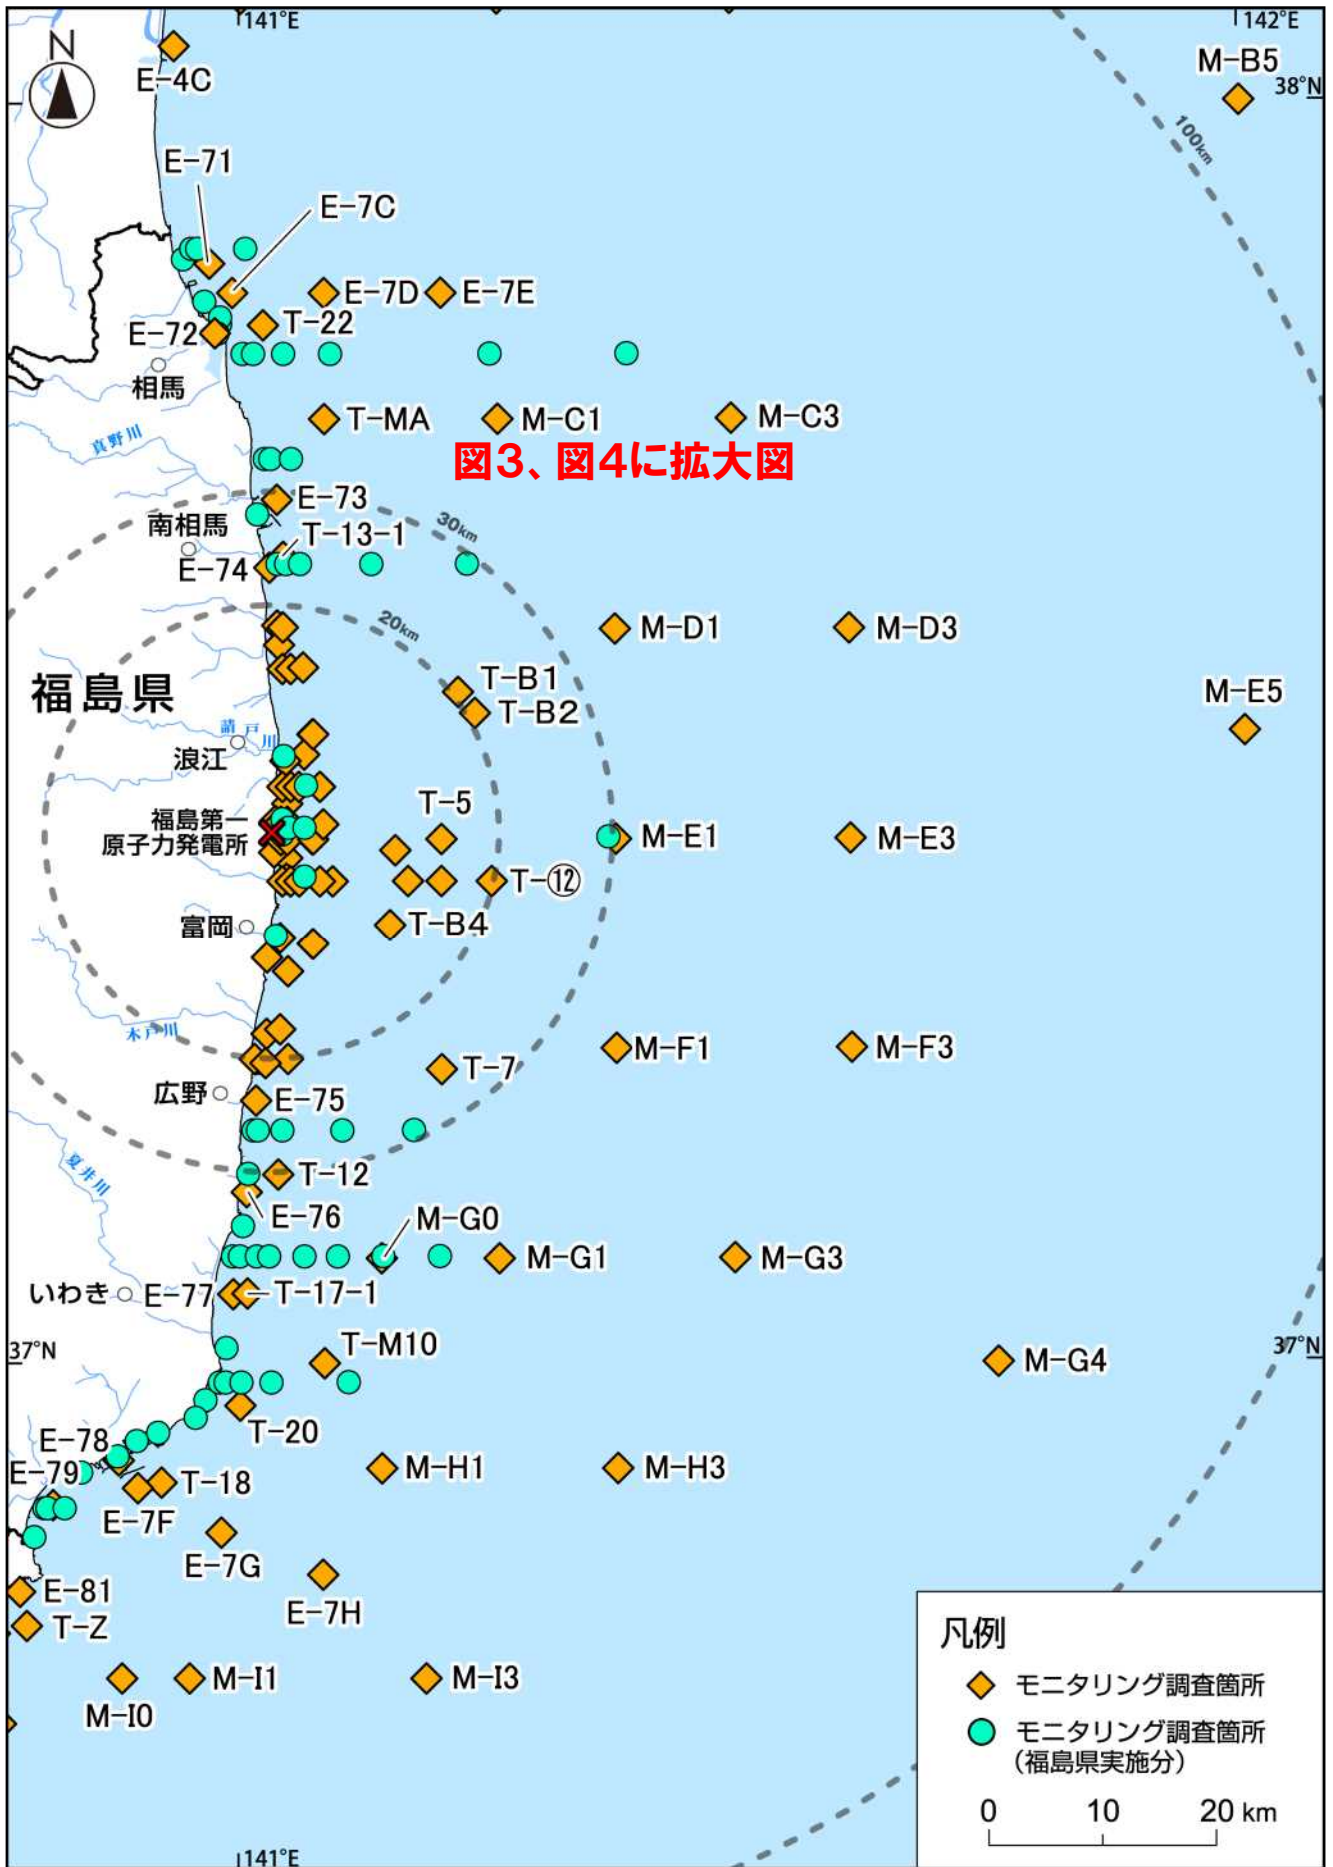 141°E
142°E
N
E-4C
M-B5
38°N
100km
E-71
E-7C
E-7D
E-7E
E-72
T-22
相馬
T-MA
M-C1
M-C3
真野川
図3、図4に拡大図
E-73
30km
南相馬
T-13-1
E-74
20km
M-D1
M-D3
福島県
T-B1
T-B2
M-E5
請戸川
浪江
T-5
福島第一
原子力発電所
M-E1
M-E3
T-⑫
富岡
T-B4
木戸川
M-F1
M-F3
T-7
広野
E-75
夏井川
T-12
E-76
M-G0
M-G1
M-G3
いわき
E-77
T-17-1
37°N
T-M10
37°N
M-G4
T-20
E-78
E-79
T-18
M-H1
M-H3
E-7F
E-7G
E-81
E-7H
T-Z
M-I1
M-I3
M-I0
凡例
モニタリング調査箇所
モニタリング調査箇所
(福島県実施分)
0 10 20 km
141°E